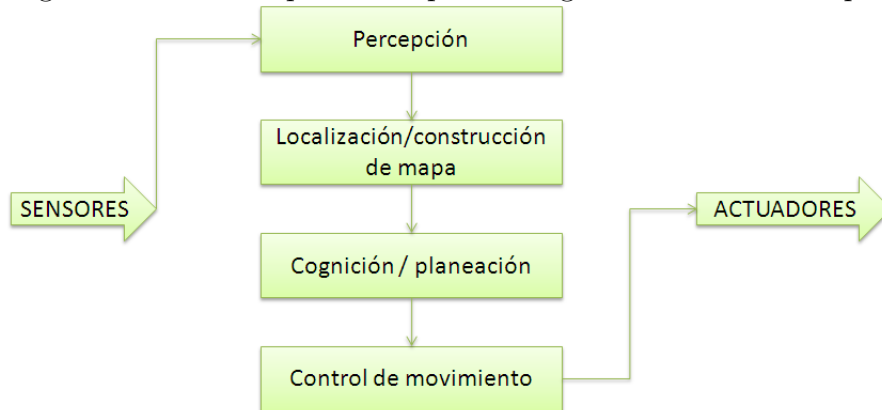 Percepción
Localización/construcción
de mapa
SENSORES
ACTUADORES
Cognición / planeación
Control de movimiento